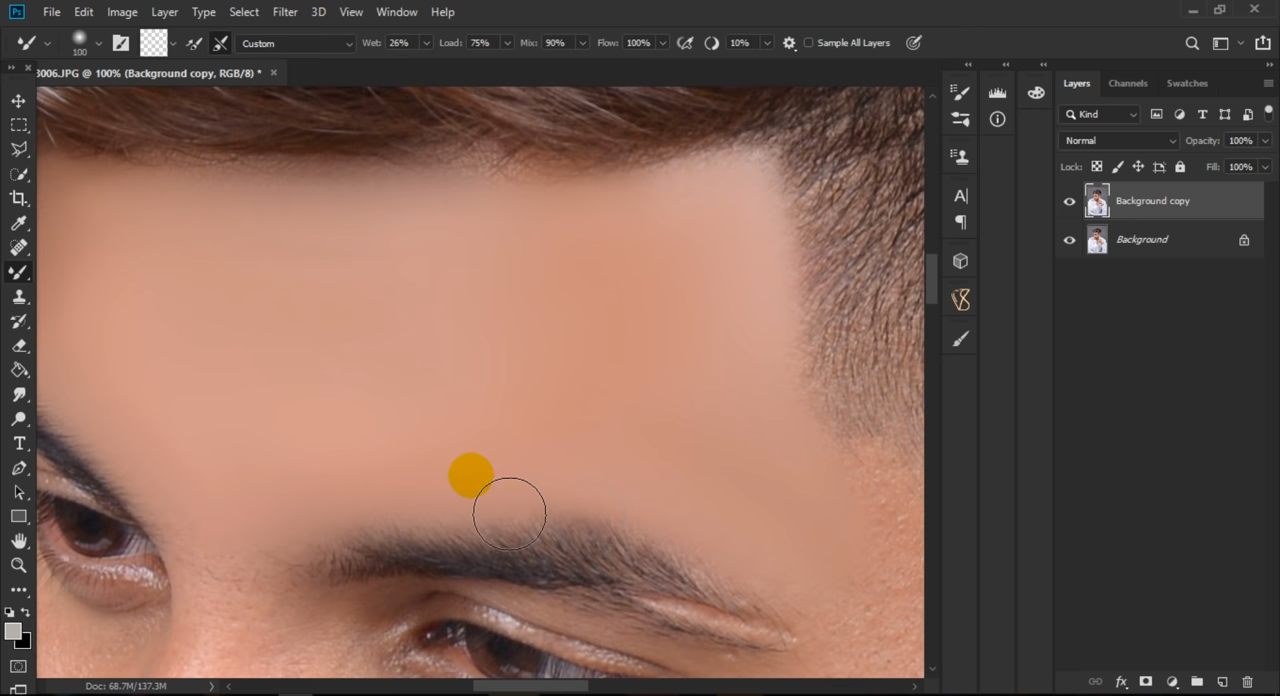 Ps File Edit Image Layer Type Select Filter 3D View Window Help
100 Custom Wet: 26% Load: 75% Mix: 90% Flow: 100% 10% Sample All Layers
3006.JPG @ 100% (Background copy, RGB/8) * ×
Layers Channels Swatches
Kind
Normal Opacity: 100%
Lock: Fill: 100%
Background copy
Background
Doc: 68.7M/137.3M